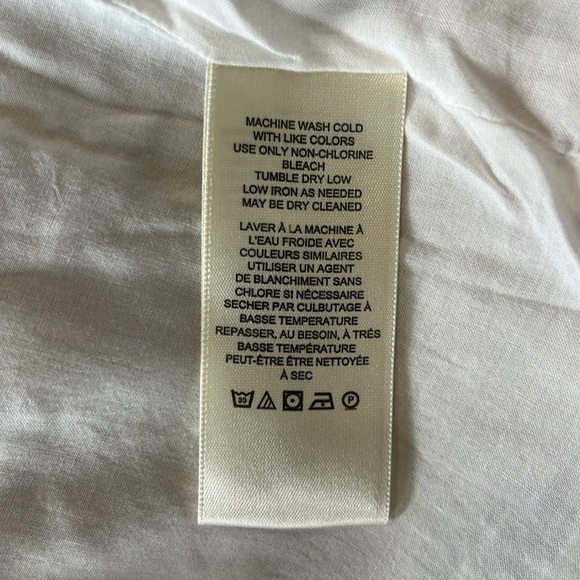 MACHINE WASH COLD
WITH LIKE COLORS
USE ONLY NON-CHLORINE
BLEACH
TUMBLE DRY LOW
LOW IRON AS NEEDED
MAY BE DRY CLEANED
LAVER À LA MACHINE À
L'EAU FROIDE AVEC
COULEURS SIMILAIRES
UTILISER UN AGENT
DE BLANCHIMENT SANS
CHLORE SI NÉCESSAIRE
SECHER PAR CULBUTAGE À
BASSE TEMPERATURE
REPASSER, AU BESOIN, À TRÉS
BASSE TEMPÉRATURE
PEUT-ÊTRE ÊTRE NETTOYÉE
À SEC
30 P